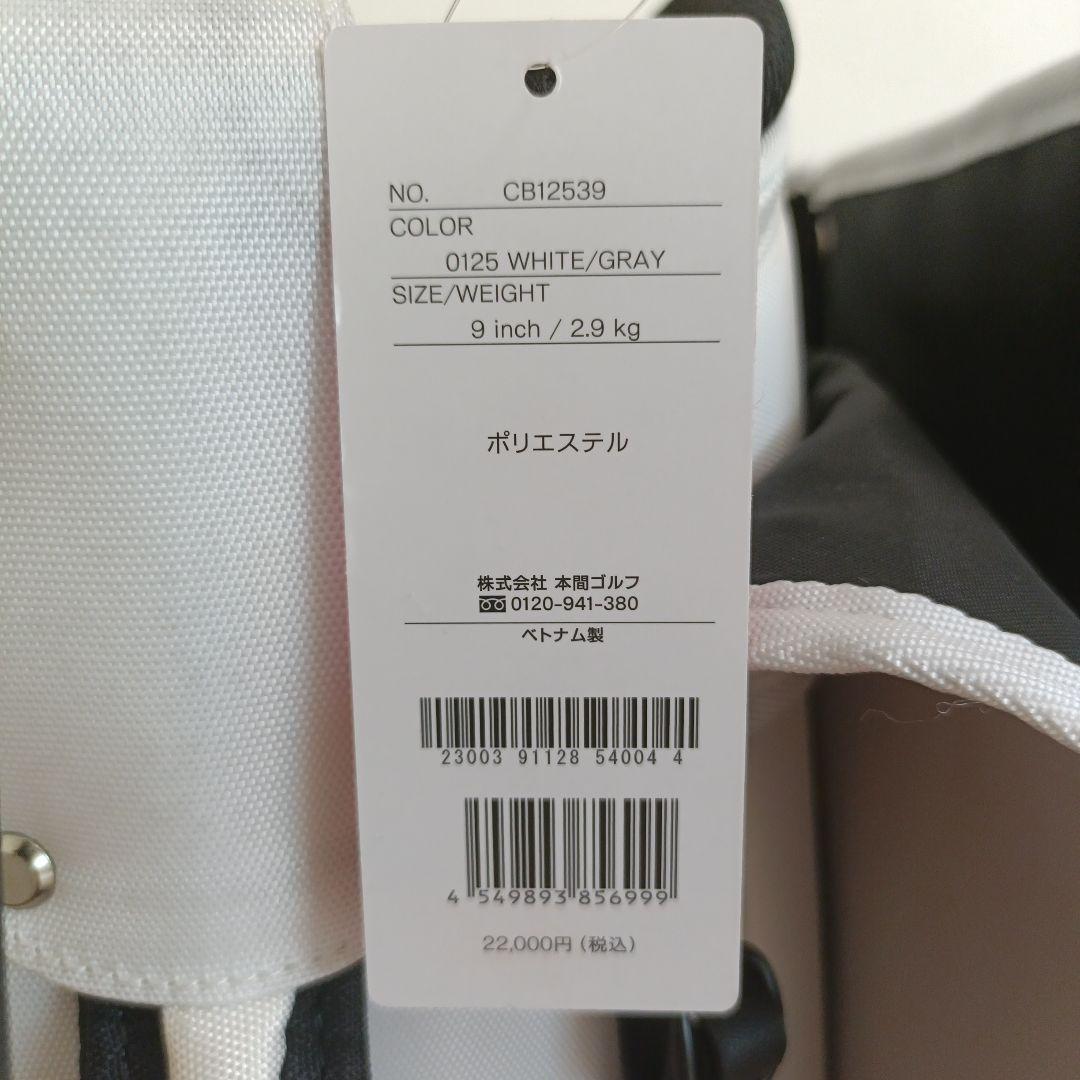 NO. CB12539
COLOR
0125 WHITE/GRAY
SIZE/WEIGHT
9 inch / 2.9 kg
ポリエステル
株式会社 本間ゴルフ
0120-941-380
ベトナム製
23003 91128 54004 4
4 549893 856999
22,000円(税込)